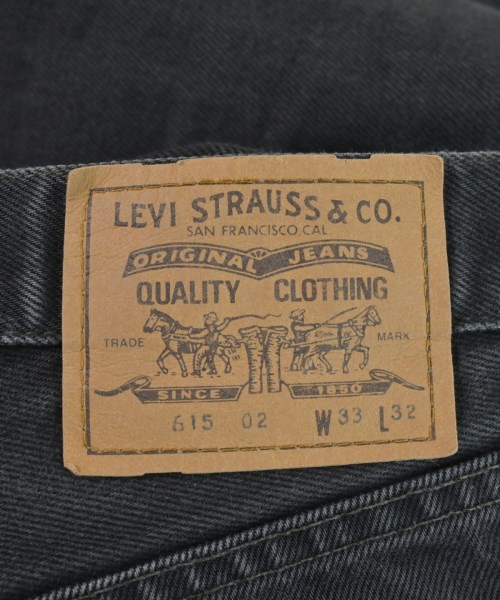 LEVI STRAUSS & CO.
SAN FRANCISCO, CAL
ORIGINAL JEANS
QUALITY CLOTHING
TRADE MARK
SINCE 1850
615 02 W33 L32